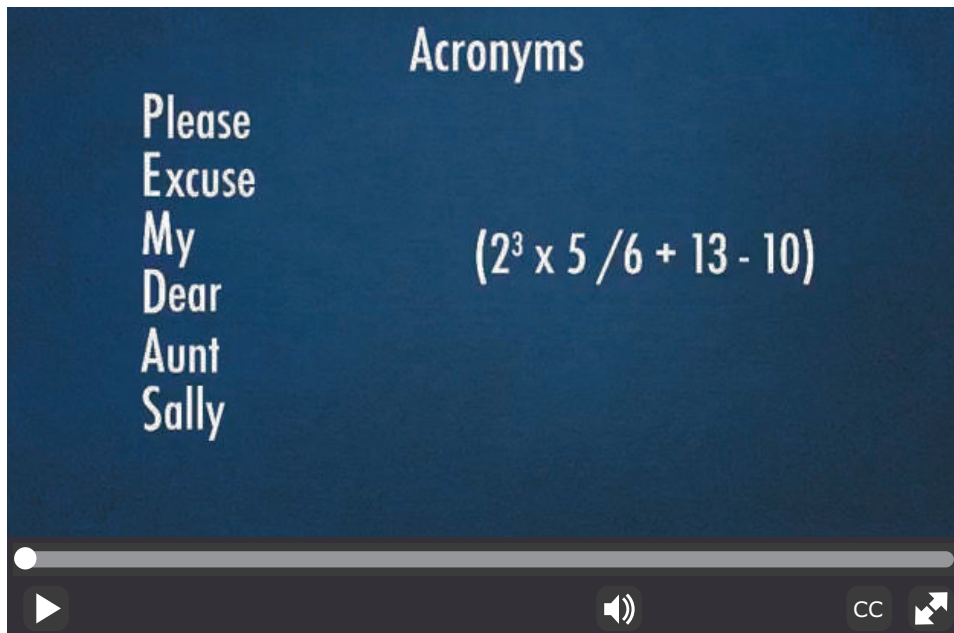 Acronyms
Please
Excuse
My
(2³ x 5 /6 + 13 - 10)
Dear
Aunt
Sally
CC